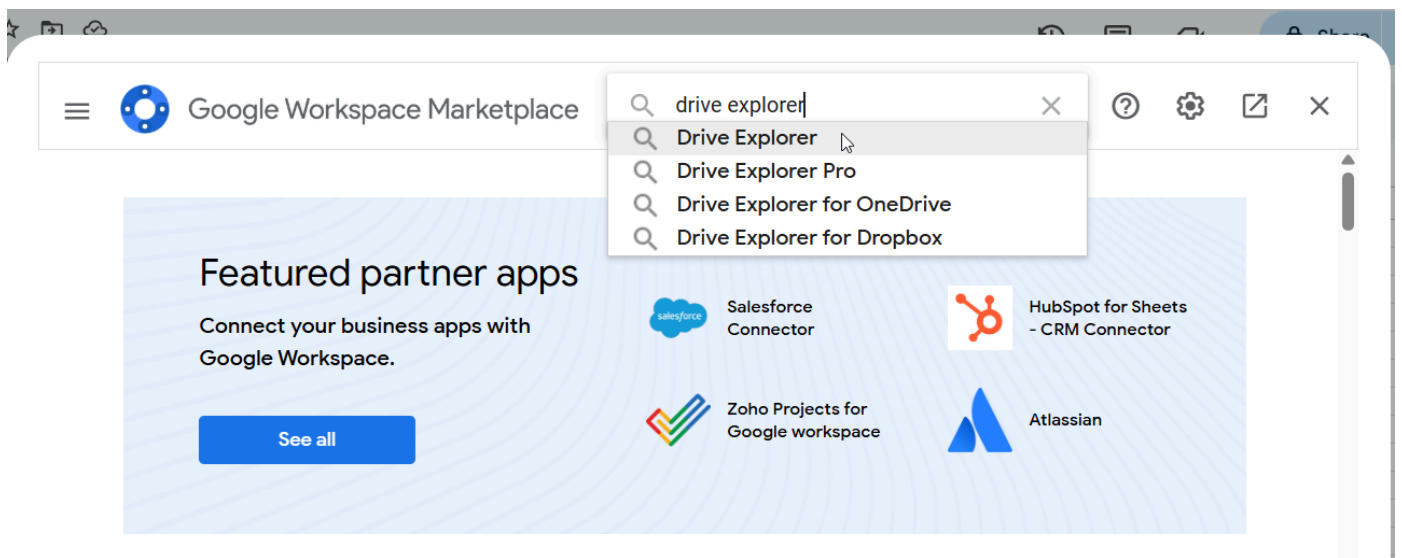 Share
Google Workspace Marketplace
drive explorer
Drive Explorer
Drive Explorer Pro
Drive Explorer for OneDrive
Drive Explorer for Dropbox
Featured partner apps
Connect your business apps with
Google Workspace.
See all
salesforce
Salesforce
Connector
HubSpot for Sheets
- CRM Connector
Zoho Projects for
Google workspace
Atlassian